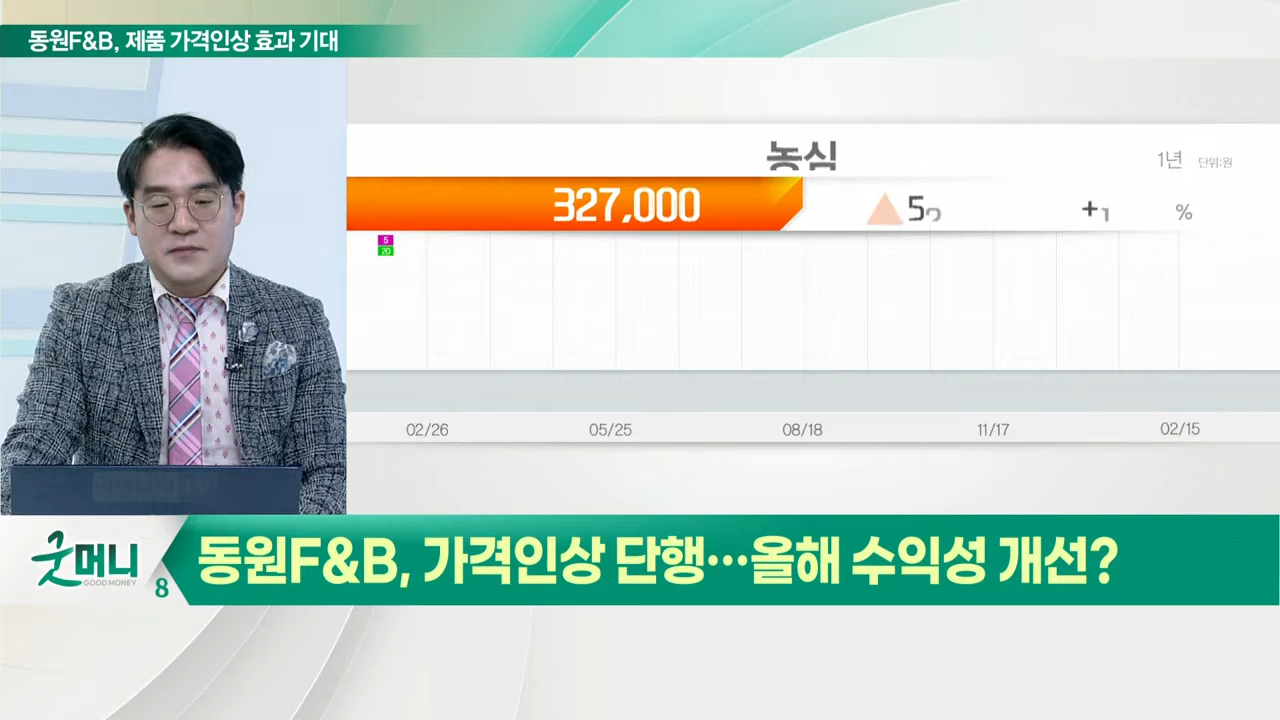 동원F&B, 제품 가격인상 효과 기대
농심
1년 단위:원
327,000
%
5
20
02/26 05/25 08/18 11/17 02/15
굿머니
GOOD MONEY
8
동원F&B, 가격인상 단행…올해 수익성 개선?